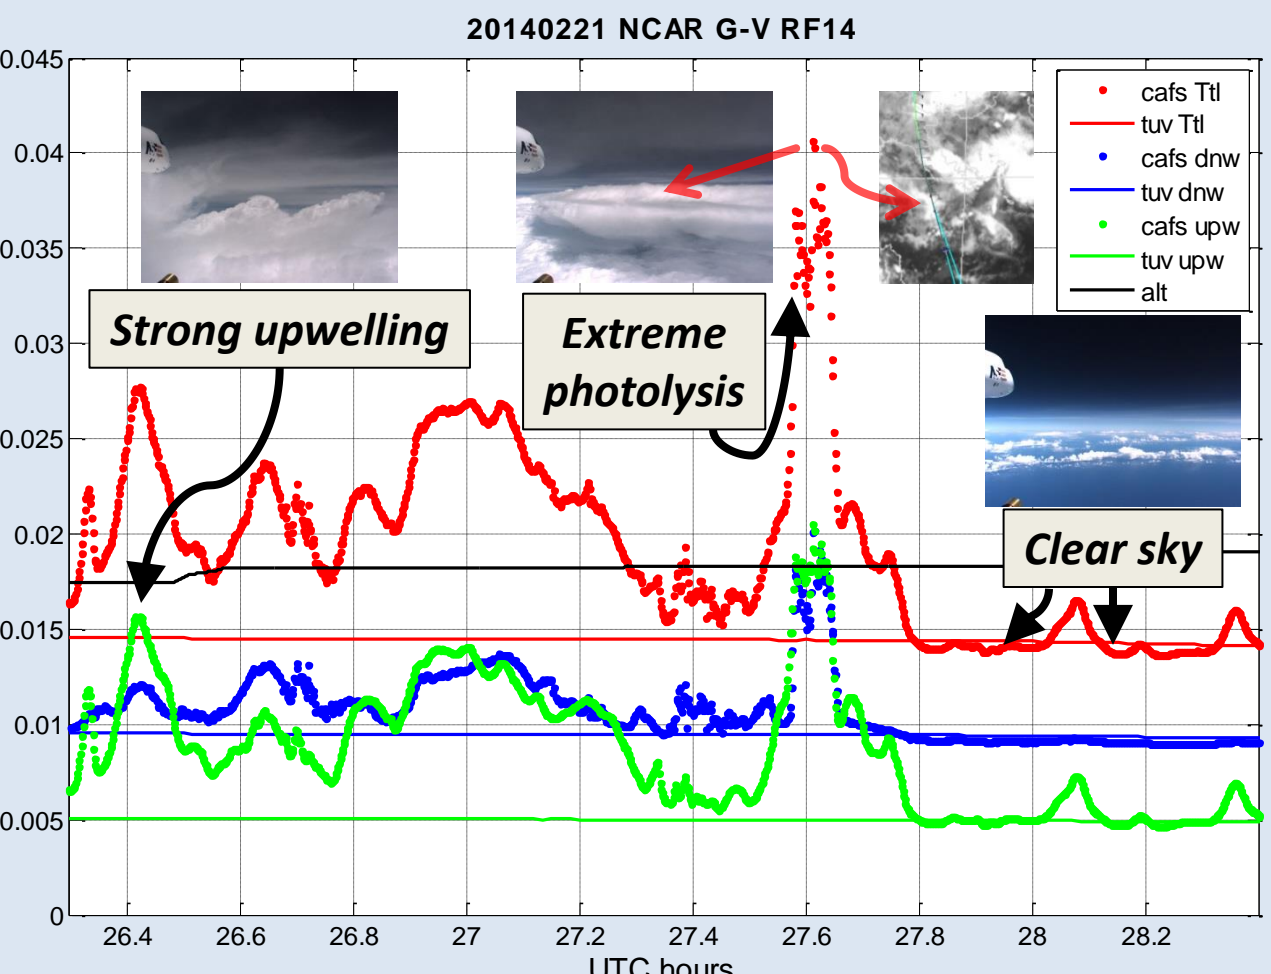 20140221 NCAR G-V RF14
0.045
0.04
0.035
0.03
0.025
0.02
0.015
0.01
0.005
0
cafs Ttl
tuv Ttl
cafs dnw
tuv dnw
cafs upw
tuv upw
alt
Strong upwelling
Extreme
photolysis
Clear sky
26.4
26.6
26.8
27
27.2
27.4
27.6
27.8
28
28.2
UTC hours